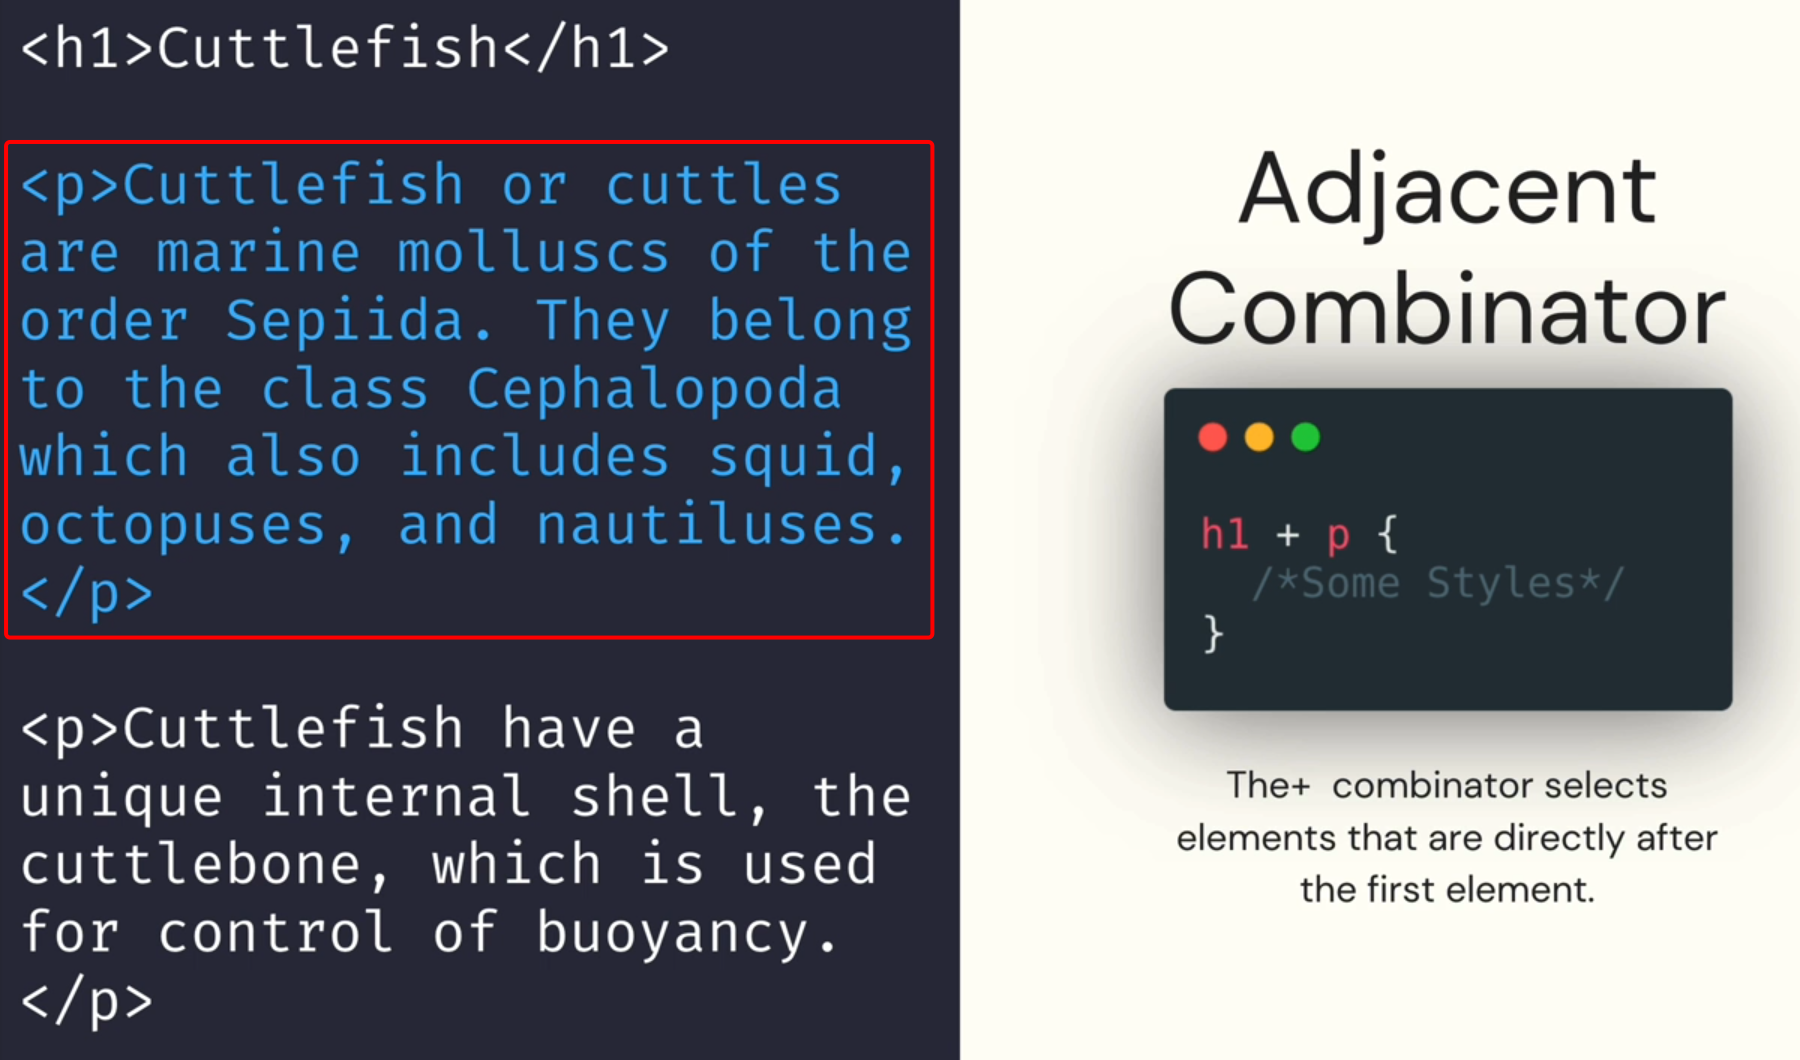 <h1>Cuttlefish</h1>
<p>Cuttlefish or cuttles
are marine molluscs of the
order Sepiida. They belong
to the class Cephalopoda
which also includes squid,
octopuses, and nautiluses.
</p>
<p>Cuttlefish have a
unique internal shell, the
cuttlebone, which is used
for control of buoyancy.
</p>
Adjacent
Combinator
h1 + p {
/*Some Styles*/
}
The+ combinator selects
elements that are directly after
the first element.